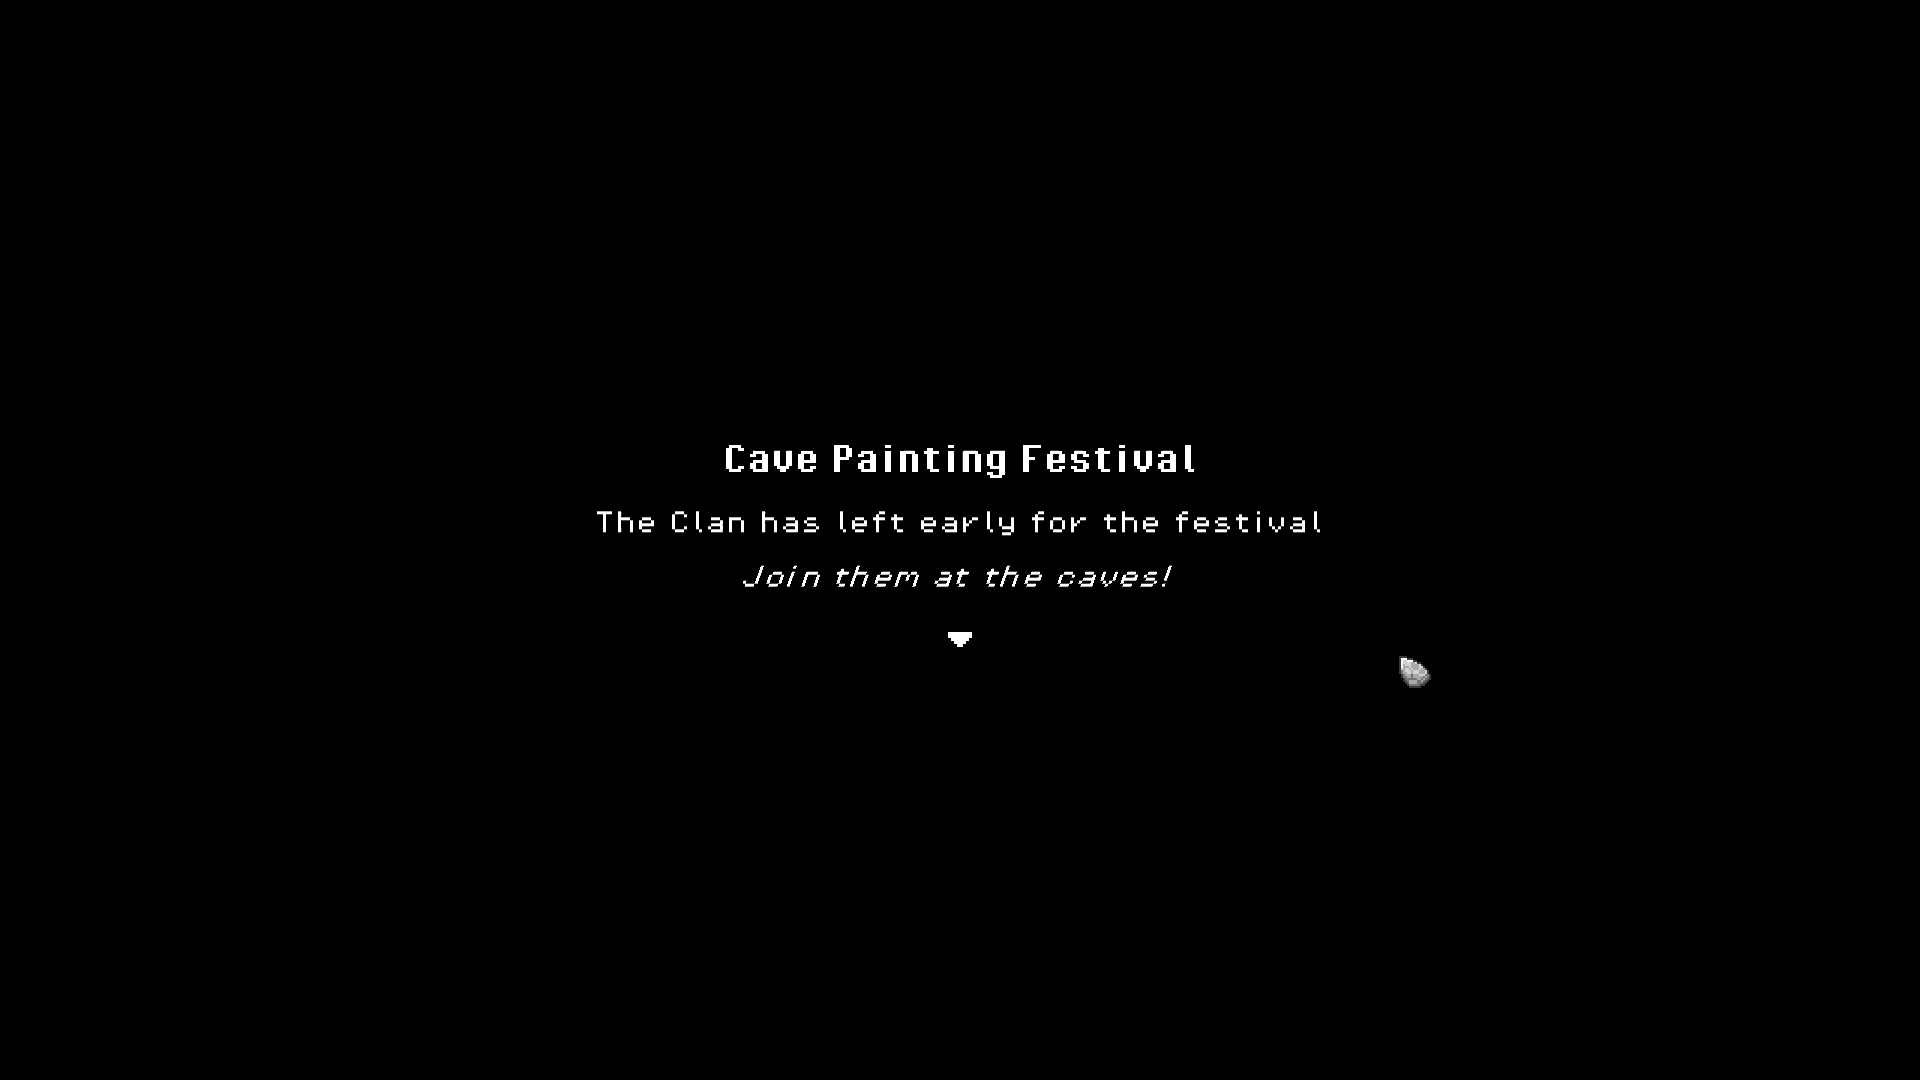 Cave Painting Festival
The Clan has left early for the festival
Join them at the caves!